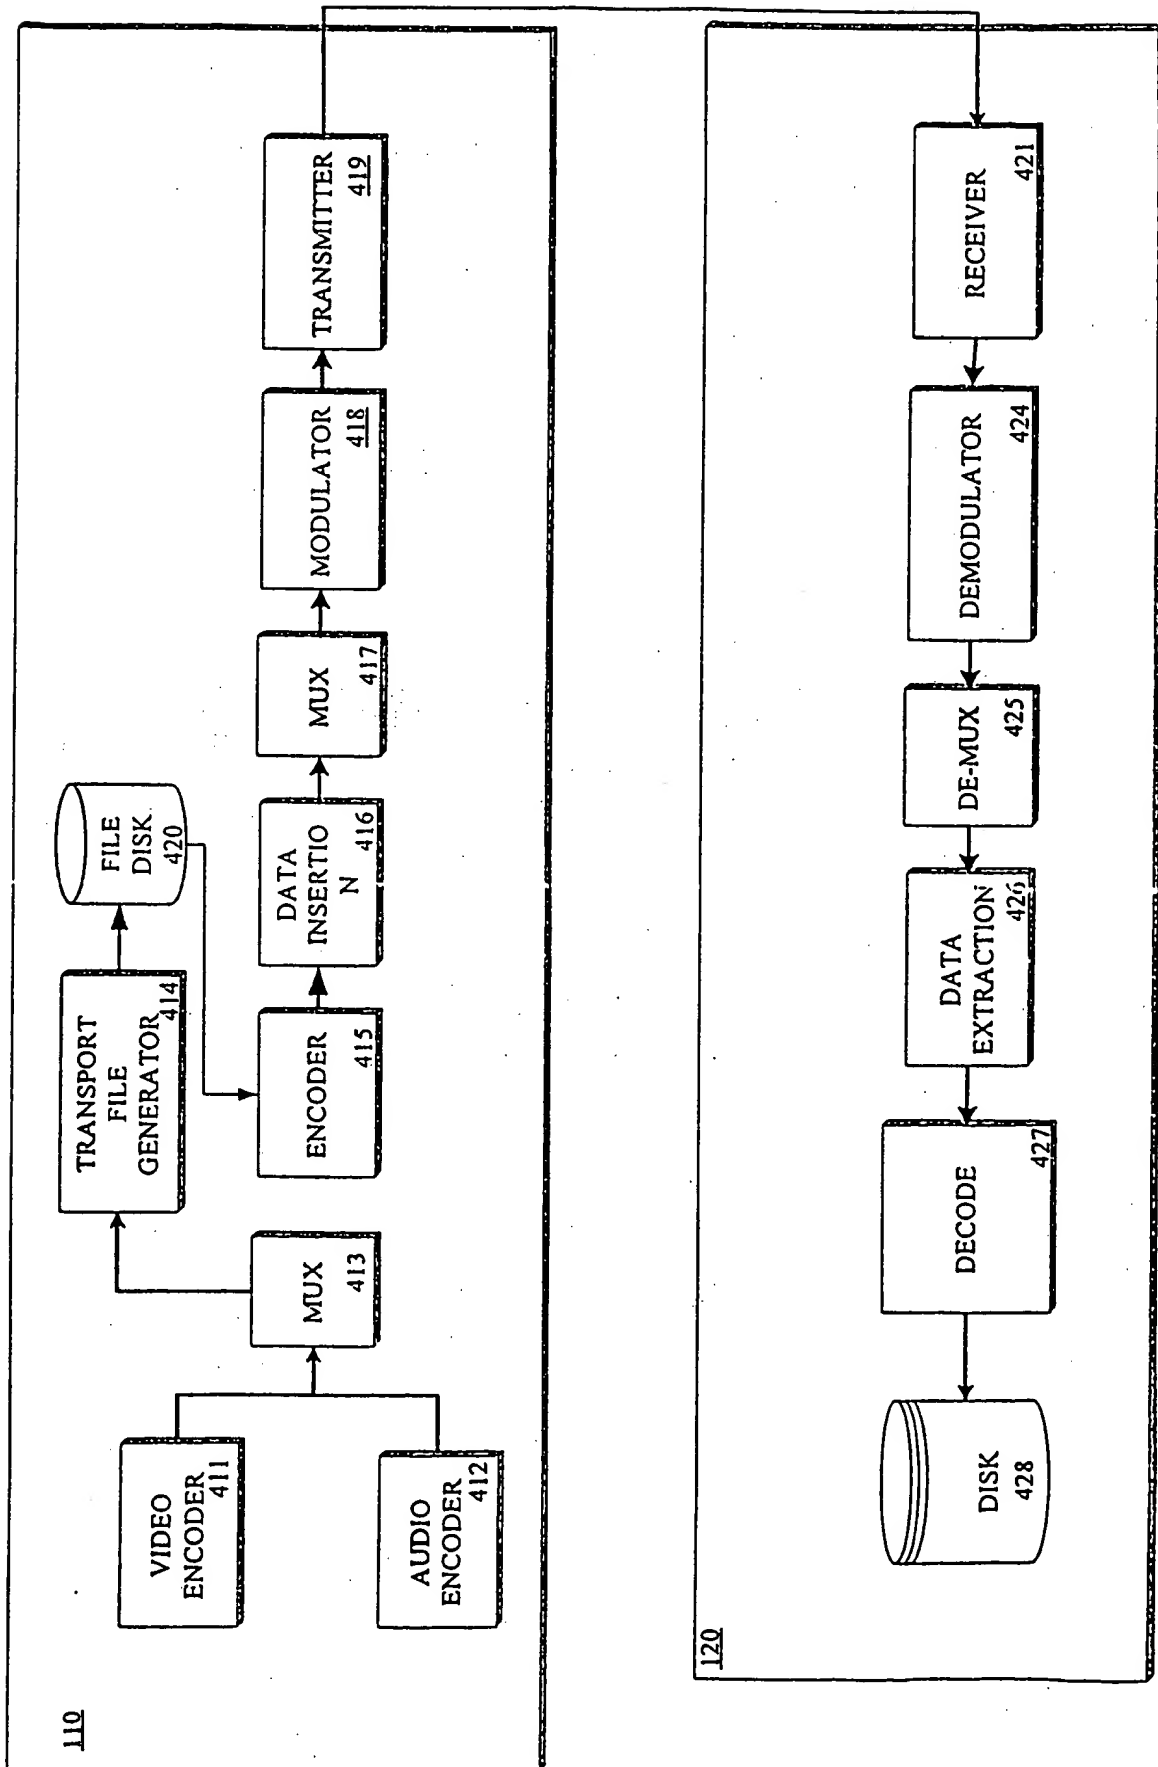 110
VIDEO
ENCODER
411
AUDIO
ENCODER
412
MUX
413
TRANSPORT
FILE
GENERATOR
414
FILE
DISK.
420
ENCODER
415
DATA
INSERTIO
N
416
MUX
417
MODULATOR
418
TRANSMITTER
419
120
DISK
428
DECODE
427
DATA
EXTRACTION
426
DE-MUX
425
DEMODULATOR
424
RECEIVER
421